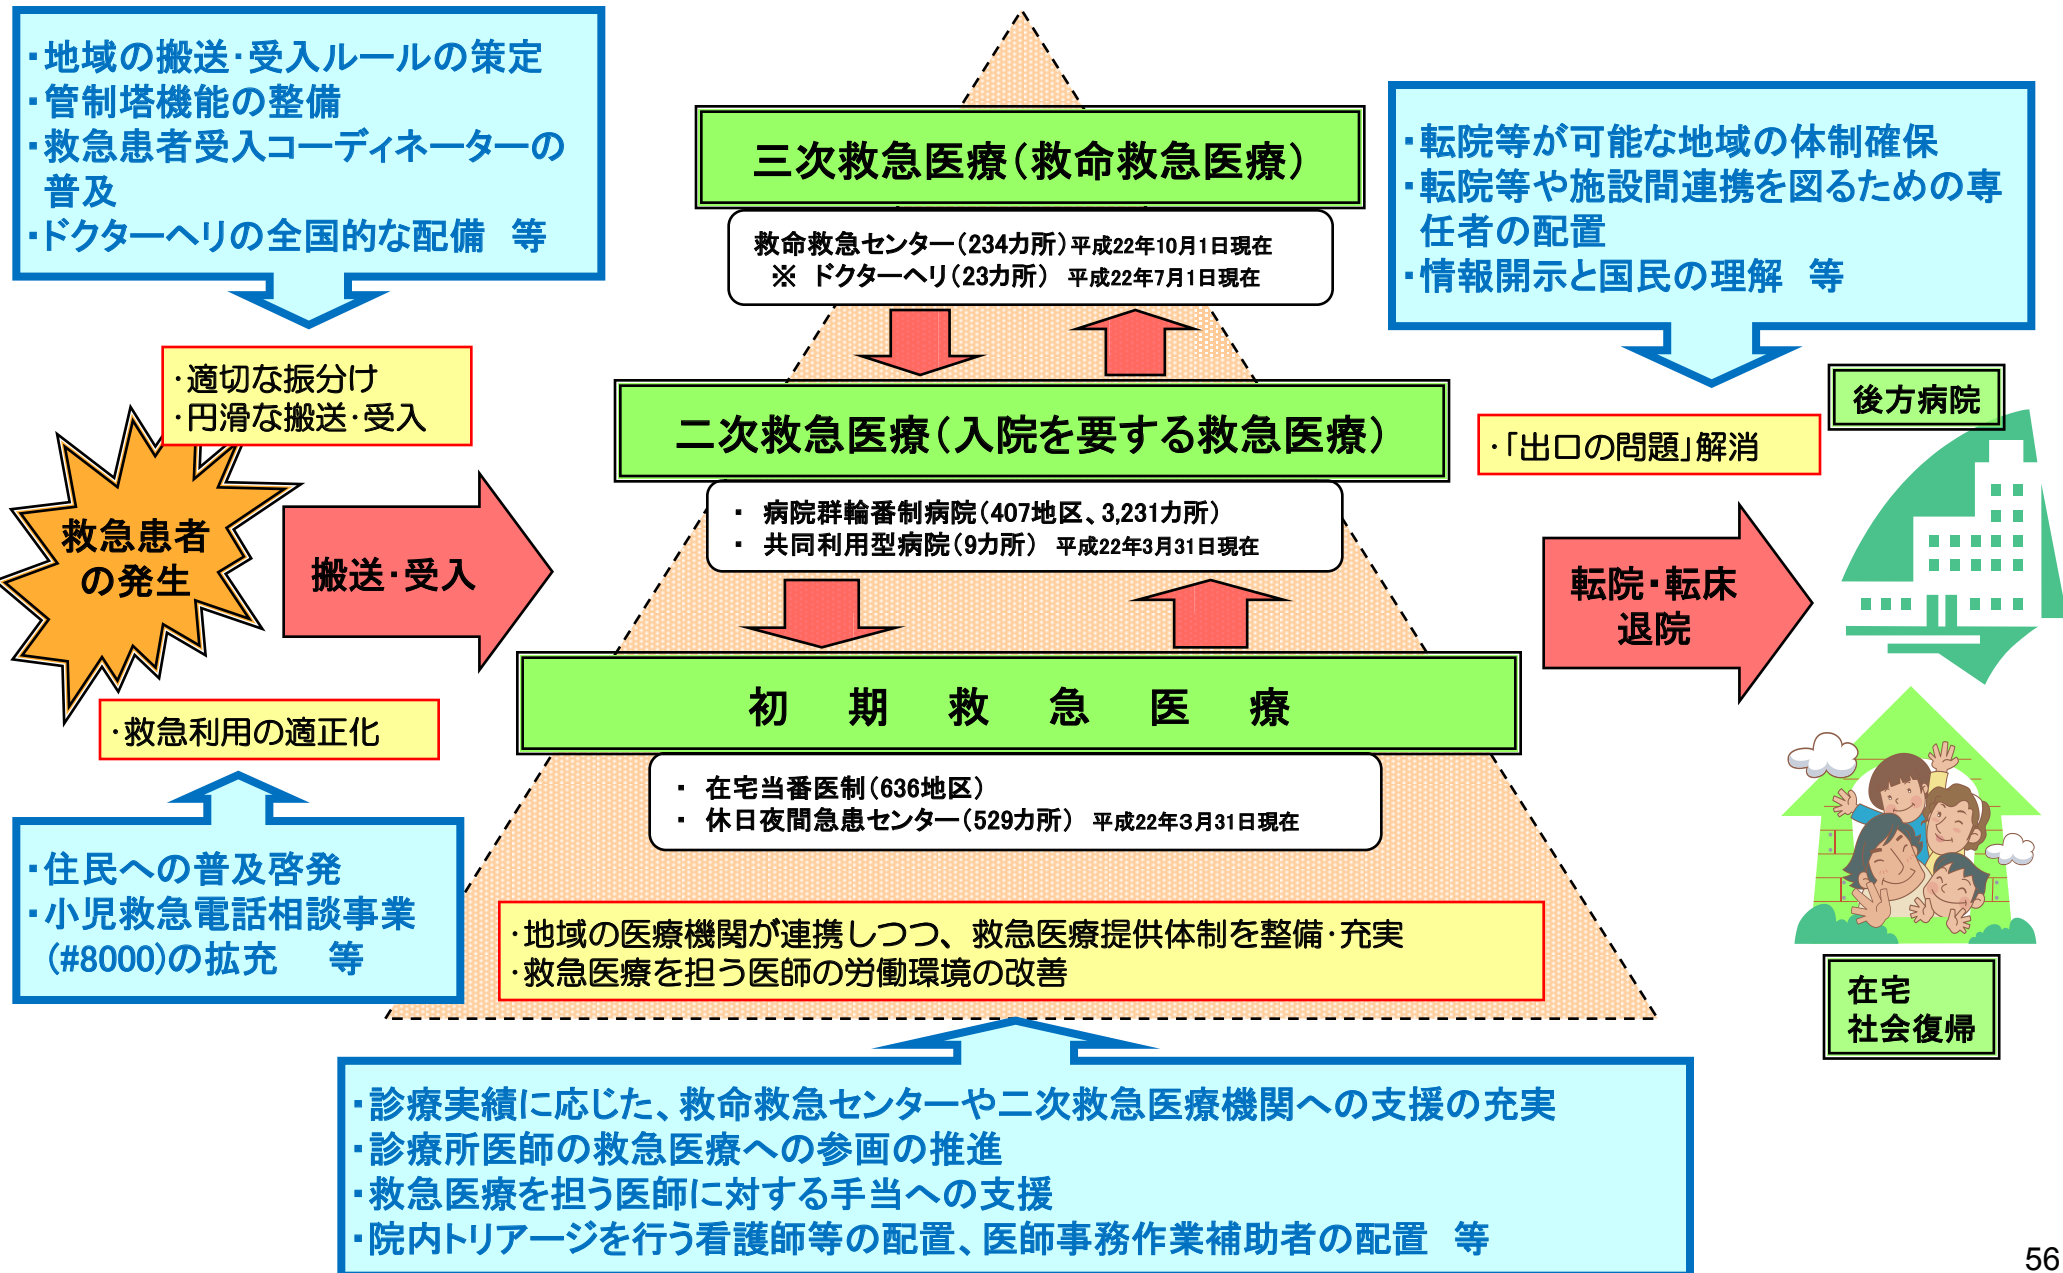 ・地域の搬送・受入ルールの策定
・管制塔機能の整備
・救急患者受入コーディネーターの
普及
・ドクターヘリの全国的な配備　等
・適切な振分け
・円滑な搬送・受入
救急患者
の発生
搬送・受入
・救急利用の適正化
・住民への普及啓発
・小児救急電話相談事業
(#8000)の拡充　等
三次救急医療（救命救急医療）
救命救急センター（234カ所）平成22年10月1日現在
※　ドクターヘリ（23カ所）　平成22年7月1日現在
二次救急医療（入院を要する救急医療）
・　病院群輪番制病院（407地区、3,231カ所）
・　共同利用型病院（9カ所）　平成22年3月31日現在
初　期　救　急　医　療
・　在宅当番医制（636地区）
・　休日夜間急患センター（529カ所）　平成22年3月31日現在
・地域の医療機関が連携しつつ、救急医療提供体制を整備・充実
・救急医療を担う医師の労働環境の改善
・診療実績に応じた、救命救急センターや二次救急医療機関への支援の充実
・診療所医師の救急医療への参画の推進
・救急医療を担う医師に対する手当への支援
・院内トリアージを行う看護師等の配置、医師事務作業補助者の配置　等
・転院等が可能な地域の体制確保
・転院等や施設間連携を図るための専
任者の配置
・情報開示と国民の理解　等
・「出口の問題」解消
後方病院
転院・転床
退院
在宅
社会復帰
56